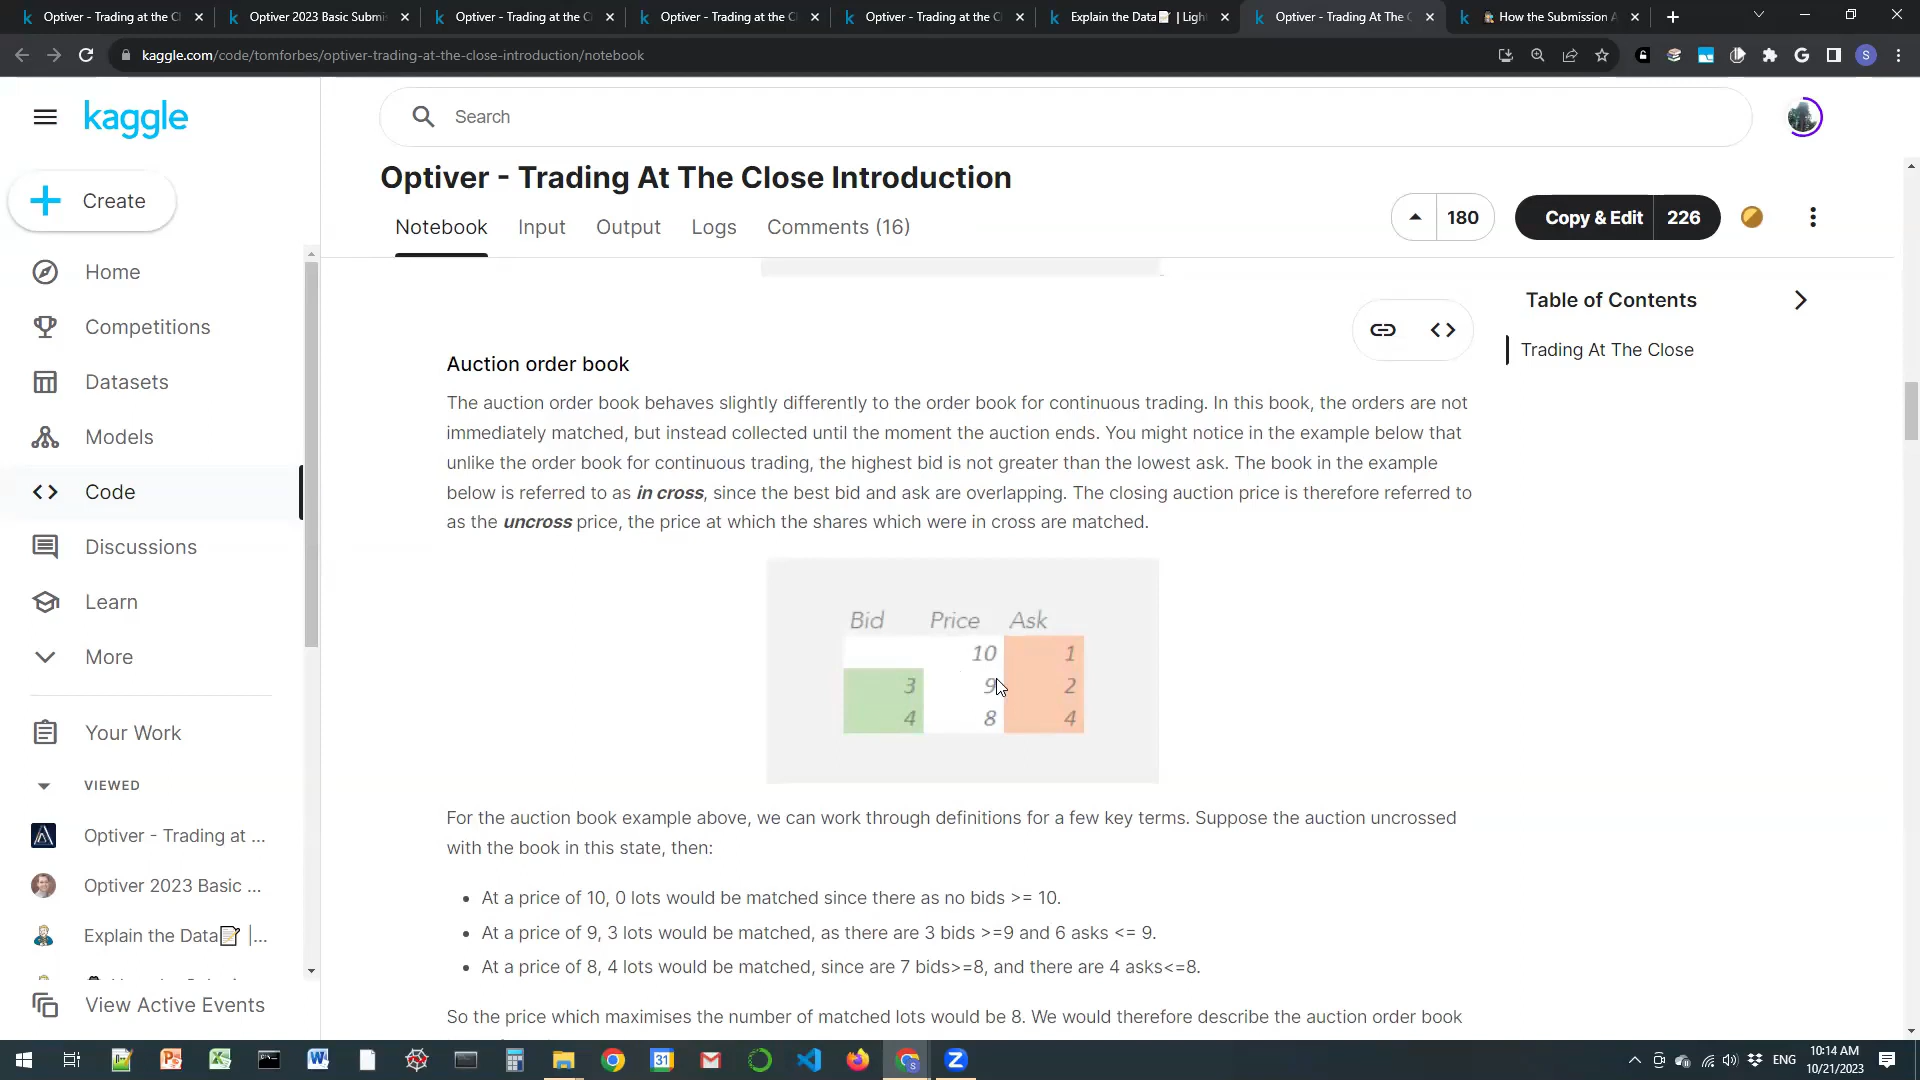 Optiver - Trading at the Cl
Optiver 2023 Basic Submis
Optiver - Trading at the Cl
Optiver - Trading at the Cl
Optiver - Trading at the Cl
Explain the Data📝 | Ligh
Optiver - Trading At The C
How the Submission A
kaggle.com/code/tomforbes/optiver-trading-at-the-close-introduction/notebook
S
kaggle
Search
Create
Optiver - Trading At The Close Introduction
Notebook Input Output Logs Comments (16)
180
Copy & Edit 226
Home
Competitions
Datasets
Models
Code
Discussions
Learn
More
Your Work
VIEWED
Optiver - Trading at ...
Optiver 2023 Basic ...
Explain the Data📝 |...
View Active Events
Table of Contents
Trading At The Close
Auction order book
The auction order book behaves slightly differently to the order book for continuous trading. In this book, the orders are not
immediately matched, but instead collected until the moment the auction ends. You might notice in the example below that
unlike the order book for continuous trading, the highest bid is not greater than the lowest ask. The book in the example
below is referred to as in cross, since the best bid and ask are overlapping. The closing auction price is therefore referred to
as the uncross price, the price at which the shares which were in cross are matched.
Bid Price Ask
10 1
3 9 2
4 8 4
For the auction book example above, we can work through definitions for a few key terms. Suppose the auction uncrossed
with the book in this state, then:
• At a price of 10, 0 lots would be matched since there as no bids >= 10.
• At a price of 9, 3 lots would be matched, as there are 3 bids >=9 and 6 asks <= 9.
• At a price of 8, 4 lots would be matched, since are 7 bids>=8, and there are 4 asks<=8.
So the price which maximises the number of matched lots would be 8. We would therefore describe the auction order book
ENG
10:14 AM
10/21/2023